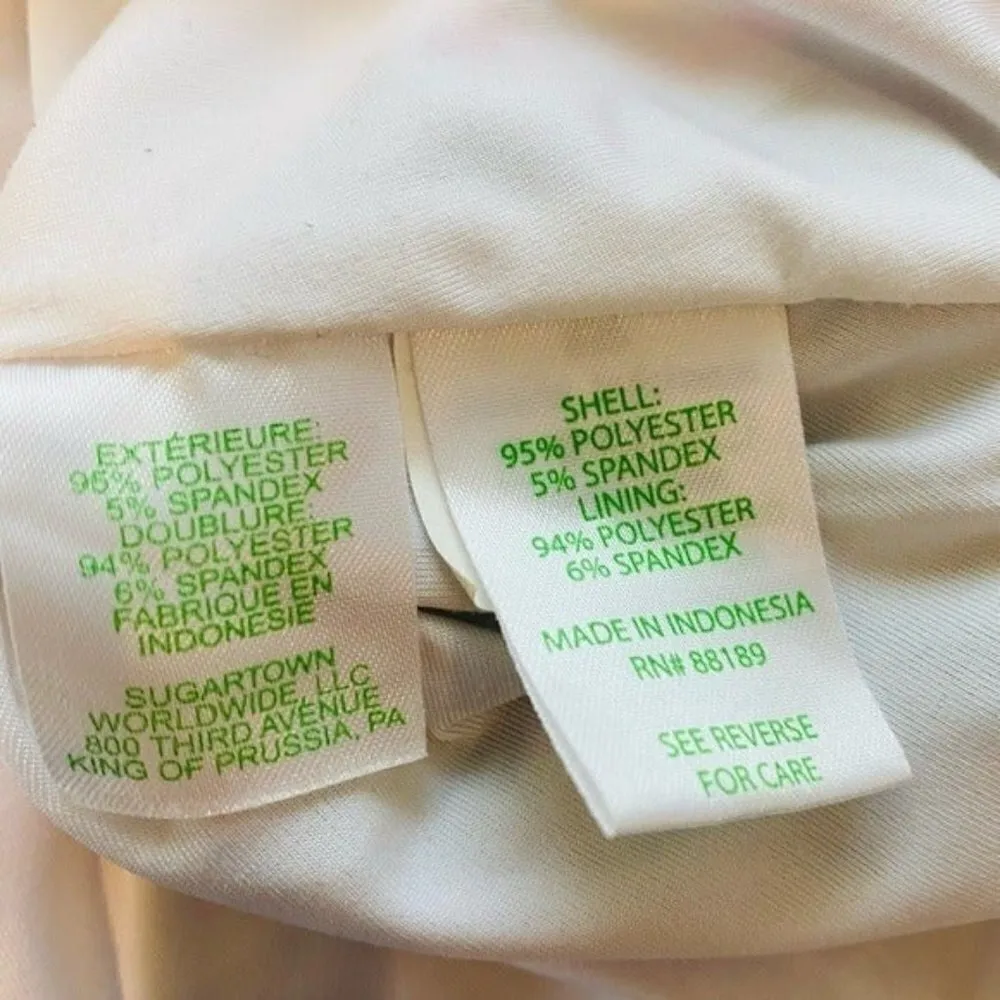 EXTÉRIEURE:
95% POLYESTER
5% SPANDEX
DOUBLURE:
94% POLYESTER
6% SPANDEX
FABRIQUE EN
INDONESIE
SUGARTOWN
WORLDWIDE, LLC
800 THIRD AVENUE
KING OF PRUSSIA, PA
SHELL:
95% POLYESTER
5% SPANDEX
LINING:
94% POLYESTER
6% SPANDEX
MADE IN INDONESIA
RN# 88189
SEE REVERSE
FOR CARE